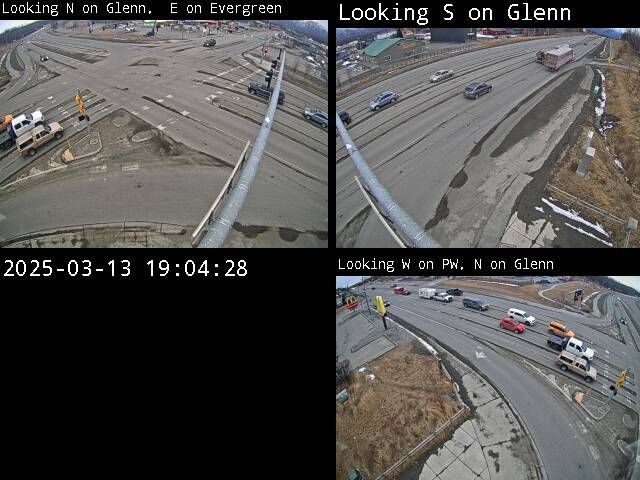 Looking N on Glenn,  E on Evergreen
Looking S on Glenn
2025-03-13 19:04:28
Looking W on PW, N on Glenn